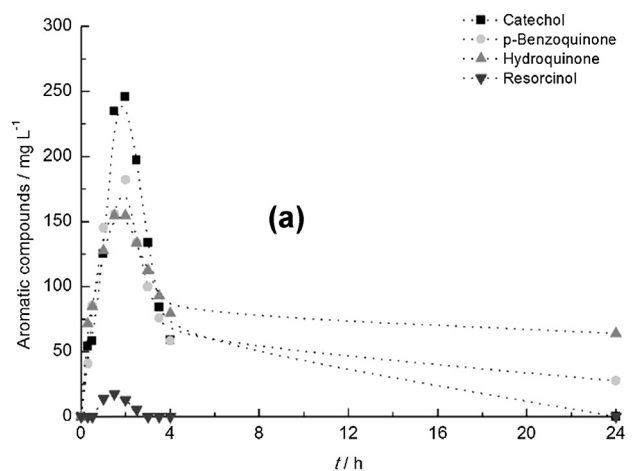 Catechol
p-Benzoquinone
Hydroquinone
Resorcinol
(a)
Aromatic compounds / mg L⁻¹
300
250
200
150
100
50
0
0 4 8 12 16 20 24
t / h